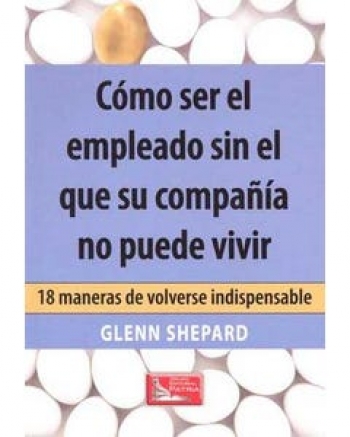 Cómo ser el
empleado sin el
que su compañía
no puede vivir
18 maneras de volverse indispensable
GLENN SHEPARD
PATRIA